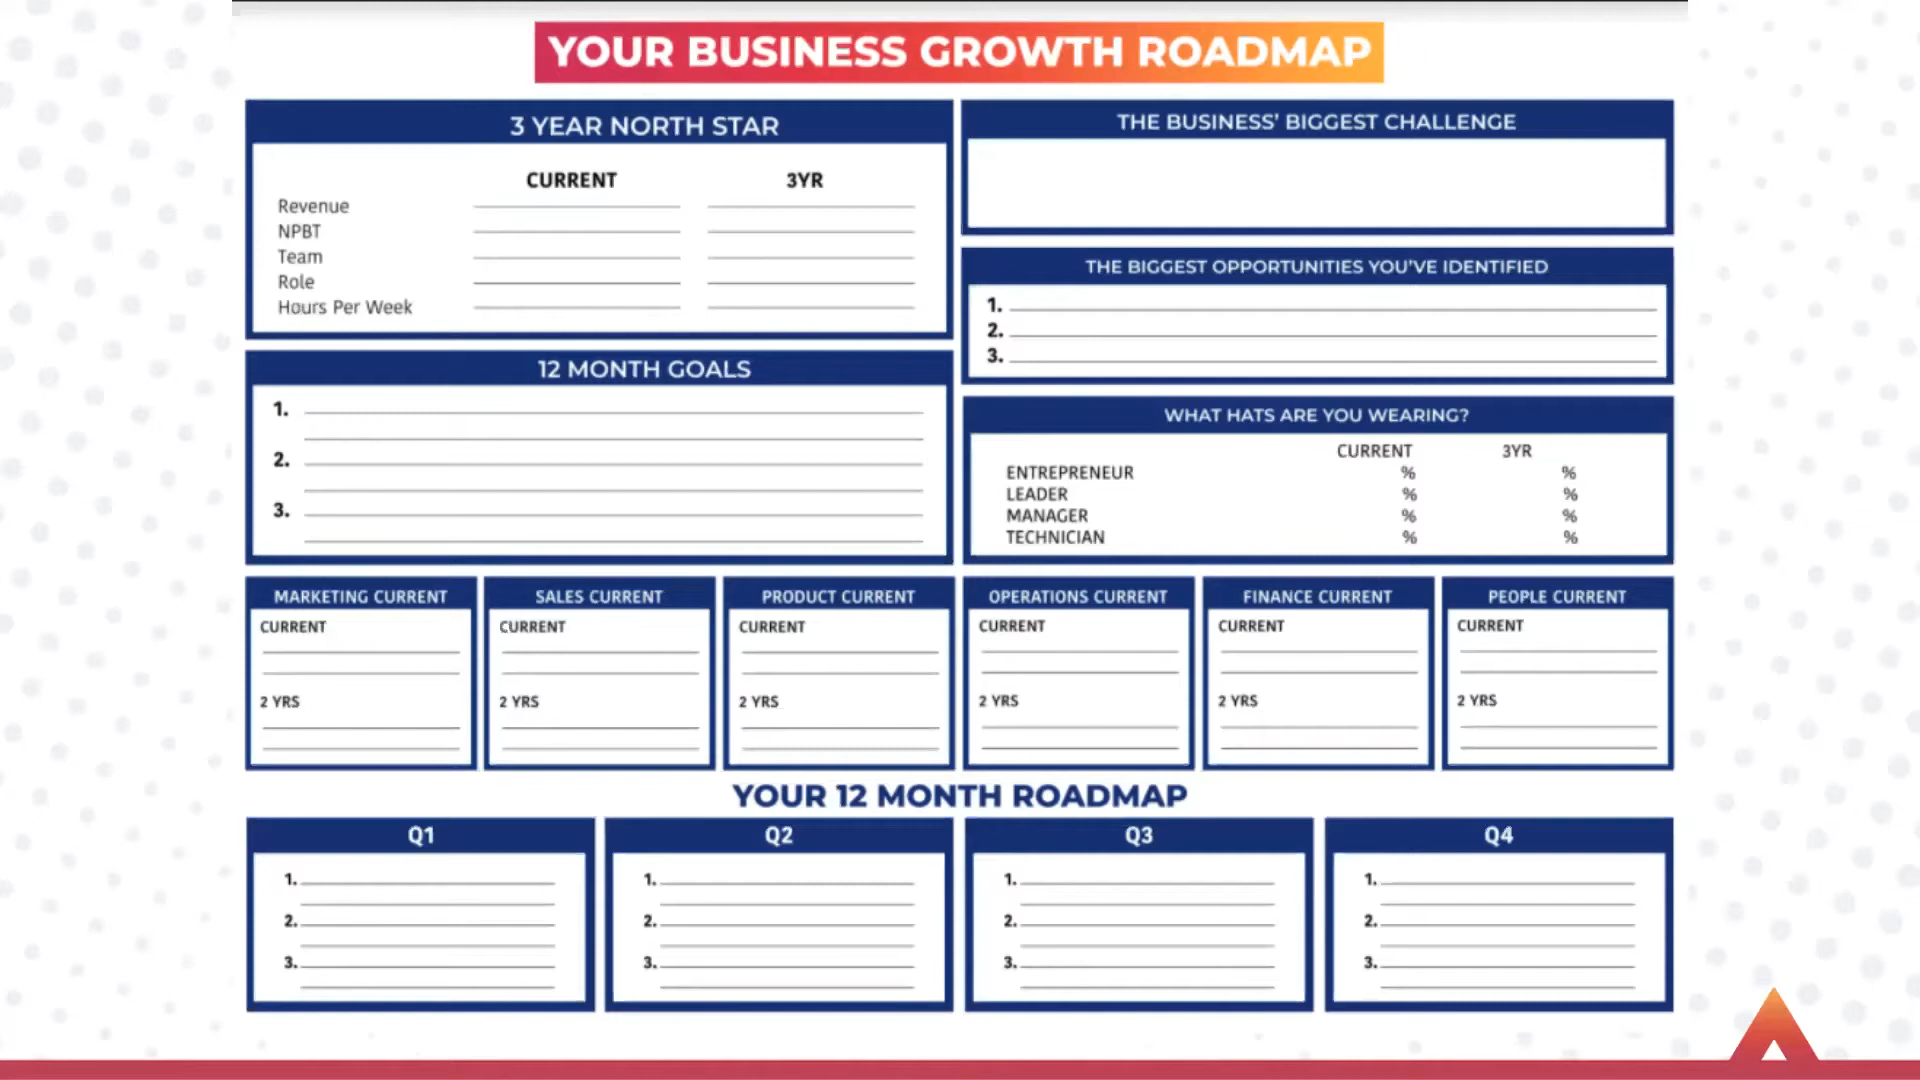 YOUR BUSINESS GROWTH ROADMAP
3 YEAR NORTH STAR
CURRENT 3YR
Revenue
NPBT
Team
Role
Hours Per Week
12 MONTH GOALS
1.
2.
3.
THE BUSINESS' BIGGEST CHALLENGE
THE BIGGEST OPPORTUNITIES YOU'VE IDENTIFIED
1.
2.
3.
WHAT HATS ARE YOU WEARING?
CURRENT 3YR
ENTREPRENEUR % %
LEADER % %
MANAGER % %
TECHNICIAN % %
MARKETING CURRENT
CURRENT
2 YRS
SALES CURRENT
CURRENT
2 YRS
PRODUCT CURRENT
CURRENT
2 YRS
OPERATIONS CURRENT
CURRENT
2 YRS
FINANCE CURRENT
CURRENT
2 YRS
PEOPLE CURRENT
CURRENT
2 YRS
YOUR 12 MONTH ROADMAP
Q1
1.
2.
3.
Q2
1.
2.
3.
Q3
1.
2.
3.
Q4
1.
2.
3.